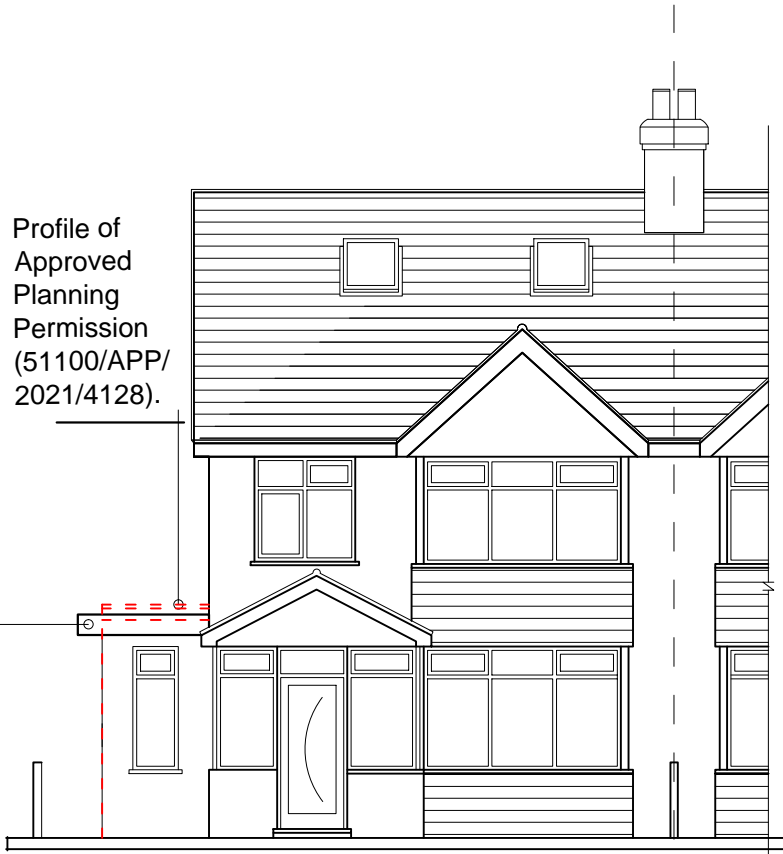 Profile of
Approved
Planning
Permission
(51100/APP/
2021/4128).